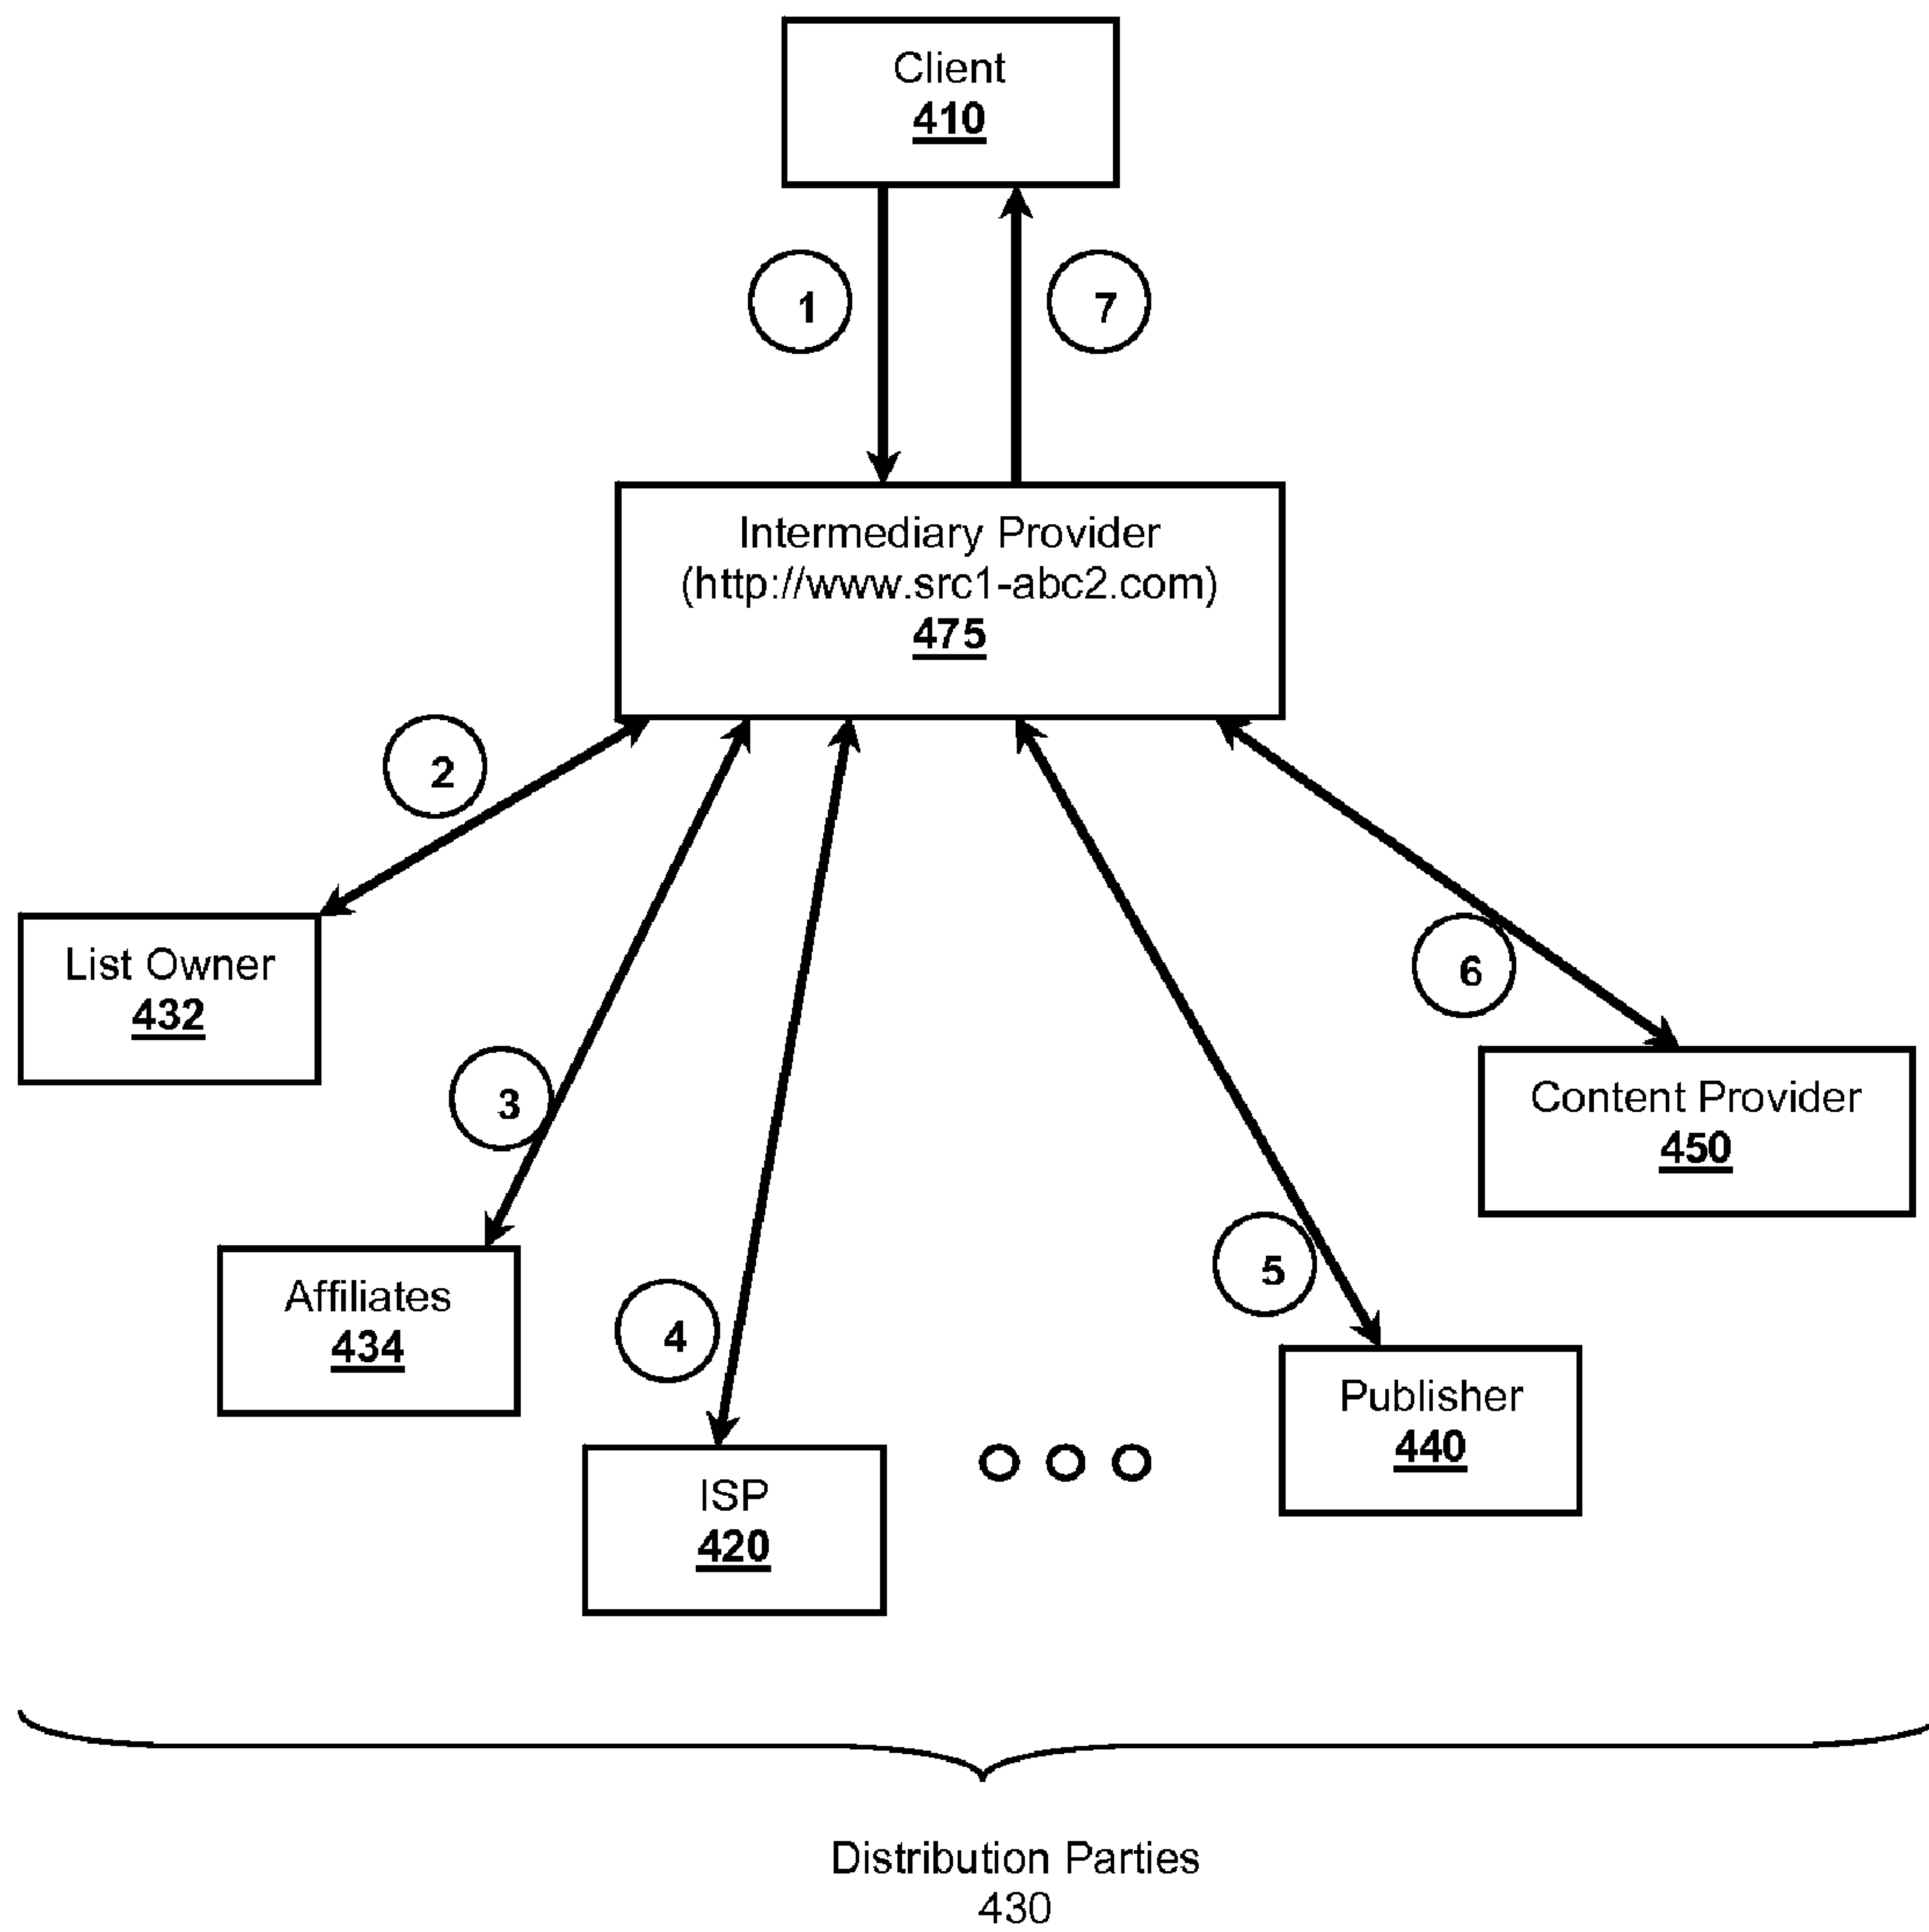 Client
410
1
7
Intermediary Provider
(http://www.src1-abc2.com)
475
2
List Owner
432
6
3
Content Provider
450
5
Affiliates
434
4
Publisher
440
ISP
420
Distribution Parties
430